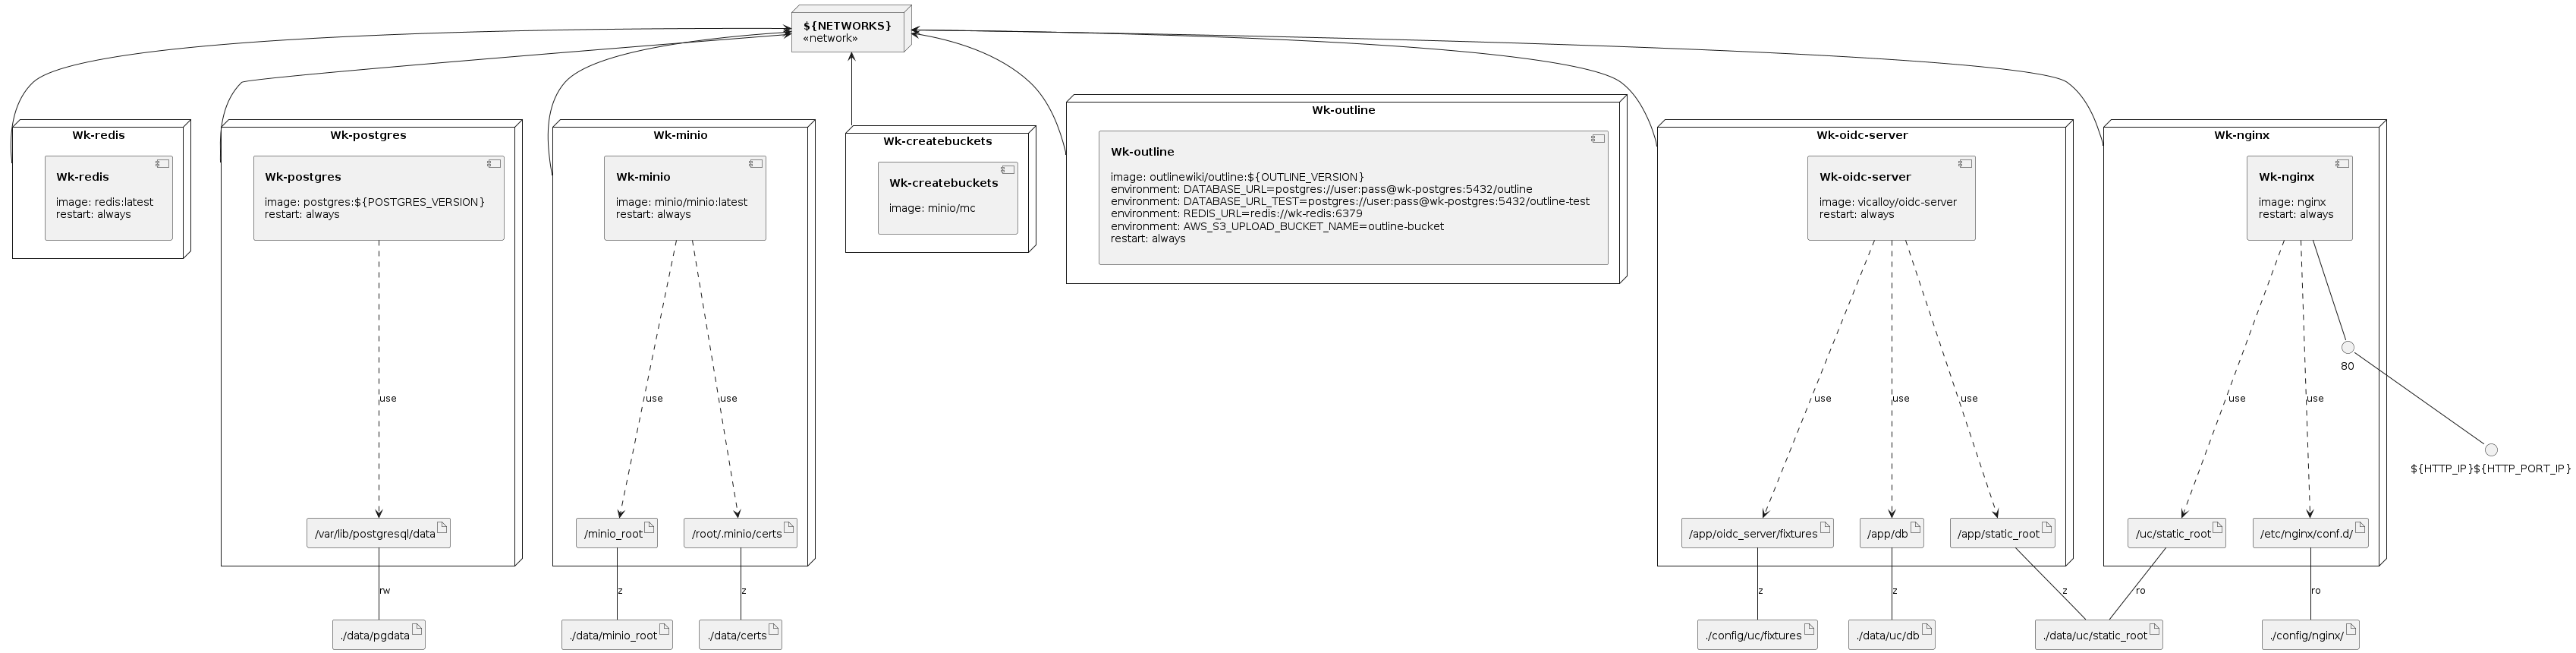 ${NETWORKS}
«network»
Wk-redis
Wk-redis
image: redis:latest
restart: always
Wk-postgres
Wk-postgres
image: postgres:${POSTGRES_VERSION}
restart: always
use
/var/lib/postgresql/data
rw
./data/pgdata
Wk-minio
Wk-minio
image: minio/minio:latest
restart: always
use
use
/minio_root
/root/.minio/certs
z
z
./data/minio_root
./data/certs
Wk-createbuckets
Wk-createbuckets
image: minio/mc
Wk-outline
Wk-outline
image: outlinewiki/outline:${OUTLINE_VERSION}
environment: DATABASE_URL=postgres://user:pass@wk-postgres:5432/outline
environment: DATABASE_URL_TEST=postgres://user:pass@wk-postgres:5432/outline-test
environment: REDIS_URL=redis://wk-redis:6379
environment: AWS_S3_UPLOAD_BUCKET_NAME=outline-bucket
restart: always
Wk-oidc-server
Wk-oidc-server
image: vicalloy/oidc-server
restart: always
use
use
use
/app/oidc_server/fixtures
/app/db
/app/static_root
z
z
z
./config/uc/fixtures
./data/uc/db
./data/uc/static_root
Wk-nginx
Wk-nginx
image: nginx
restart: always
80
use
use
${HTTP_IP}${HTTP_PORT_IP}
/uc/static_root
/etc/nginx/conf.d/
ro
ro
./config/nginx/